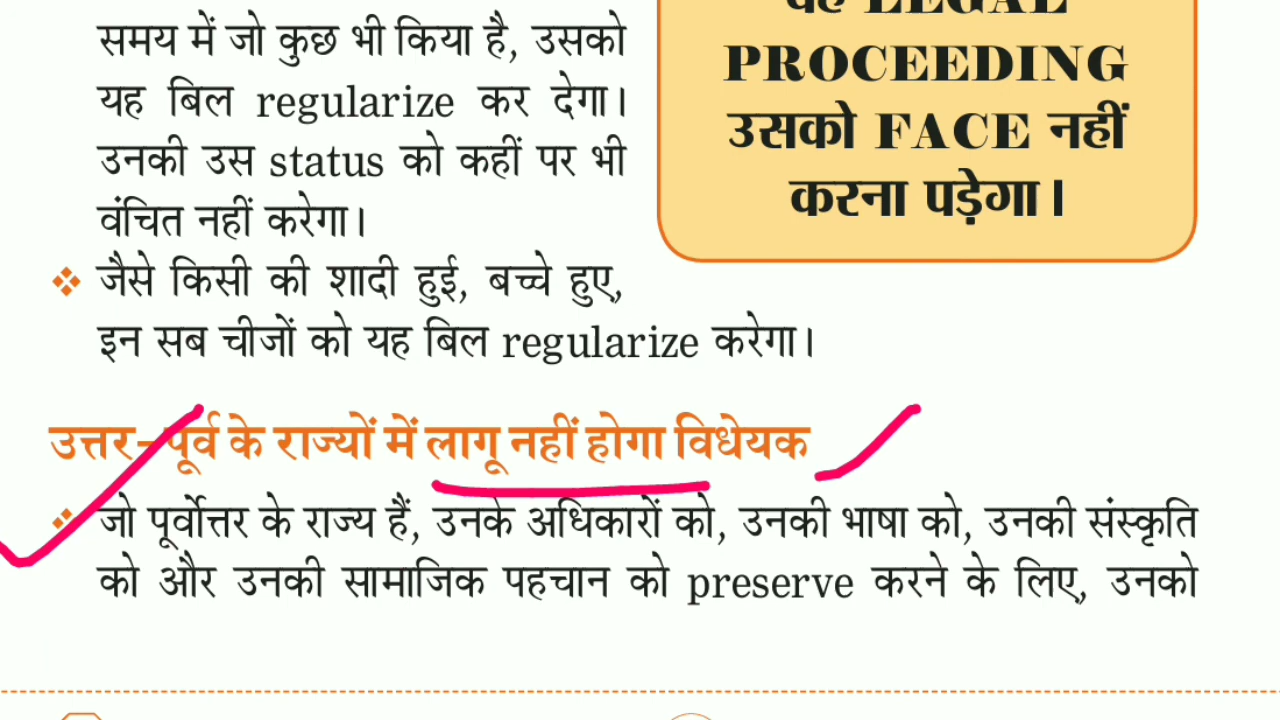 समय में जो कुछ भी किया है, उसको
यह बिल regularize कर देगा।
उनकी उस status को कहीं पर भी
वंचित नहीं करेगा।
यह LEGAL
PROCEEDING
उसको FACE नहीं
करना पड़ेगा।
जैसे किसी की शादी हुई, बच्चे हुए,
इन सब चीजों को यह बिल regularize करेगा।
उत्तर-पूर्व के राज्यों में लागू नहीं होगा विधेयक
जो पूर्वोत्तर के राज्य हैं, उनके अधिकारों को, उनकी भाषा को, उनकी संस्कृति
को और उनकी सामाजिक पहचान को preserve करने के लिए, उनको